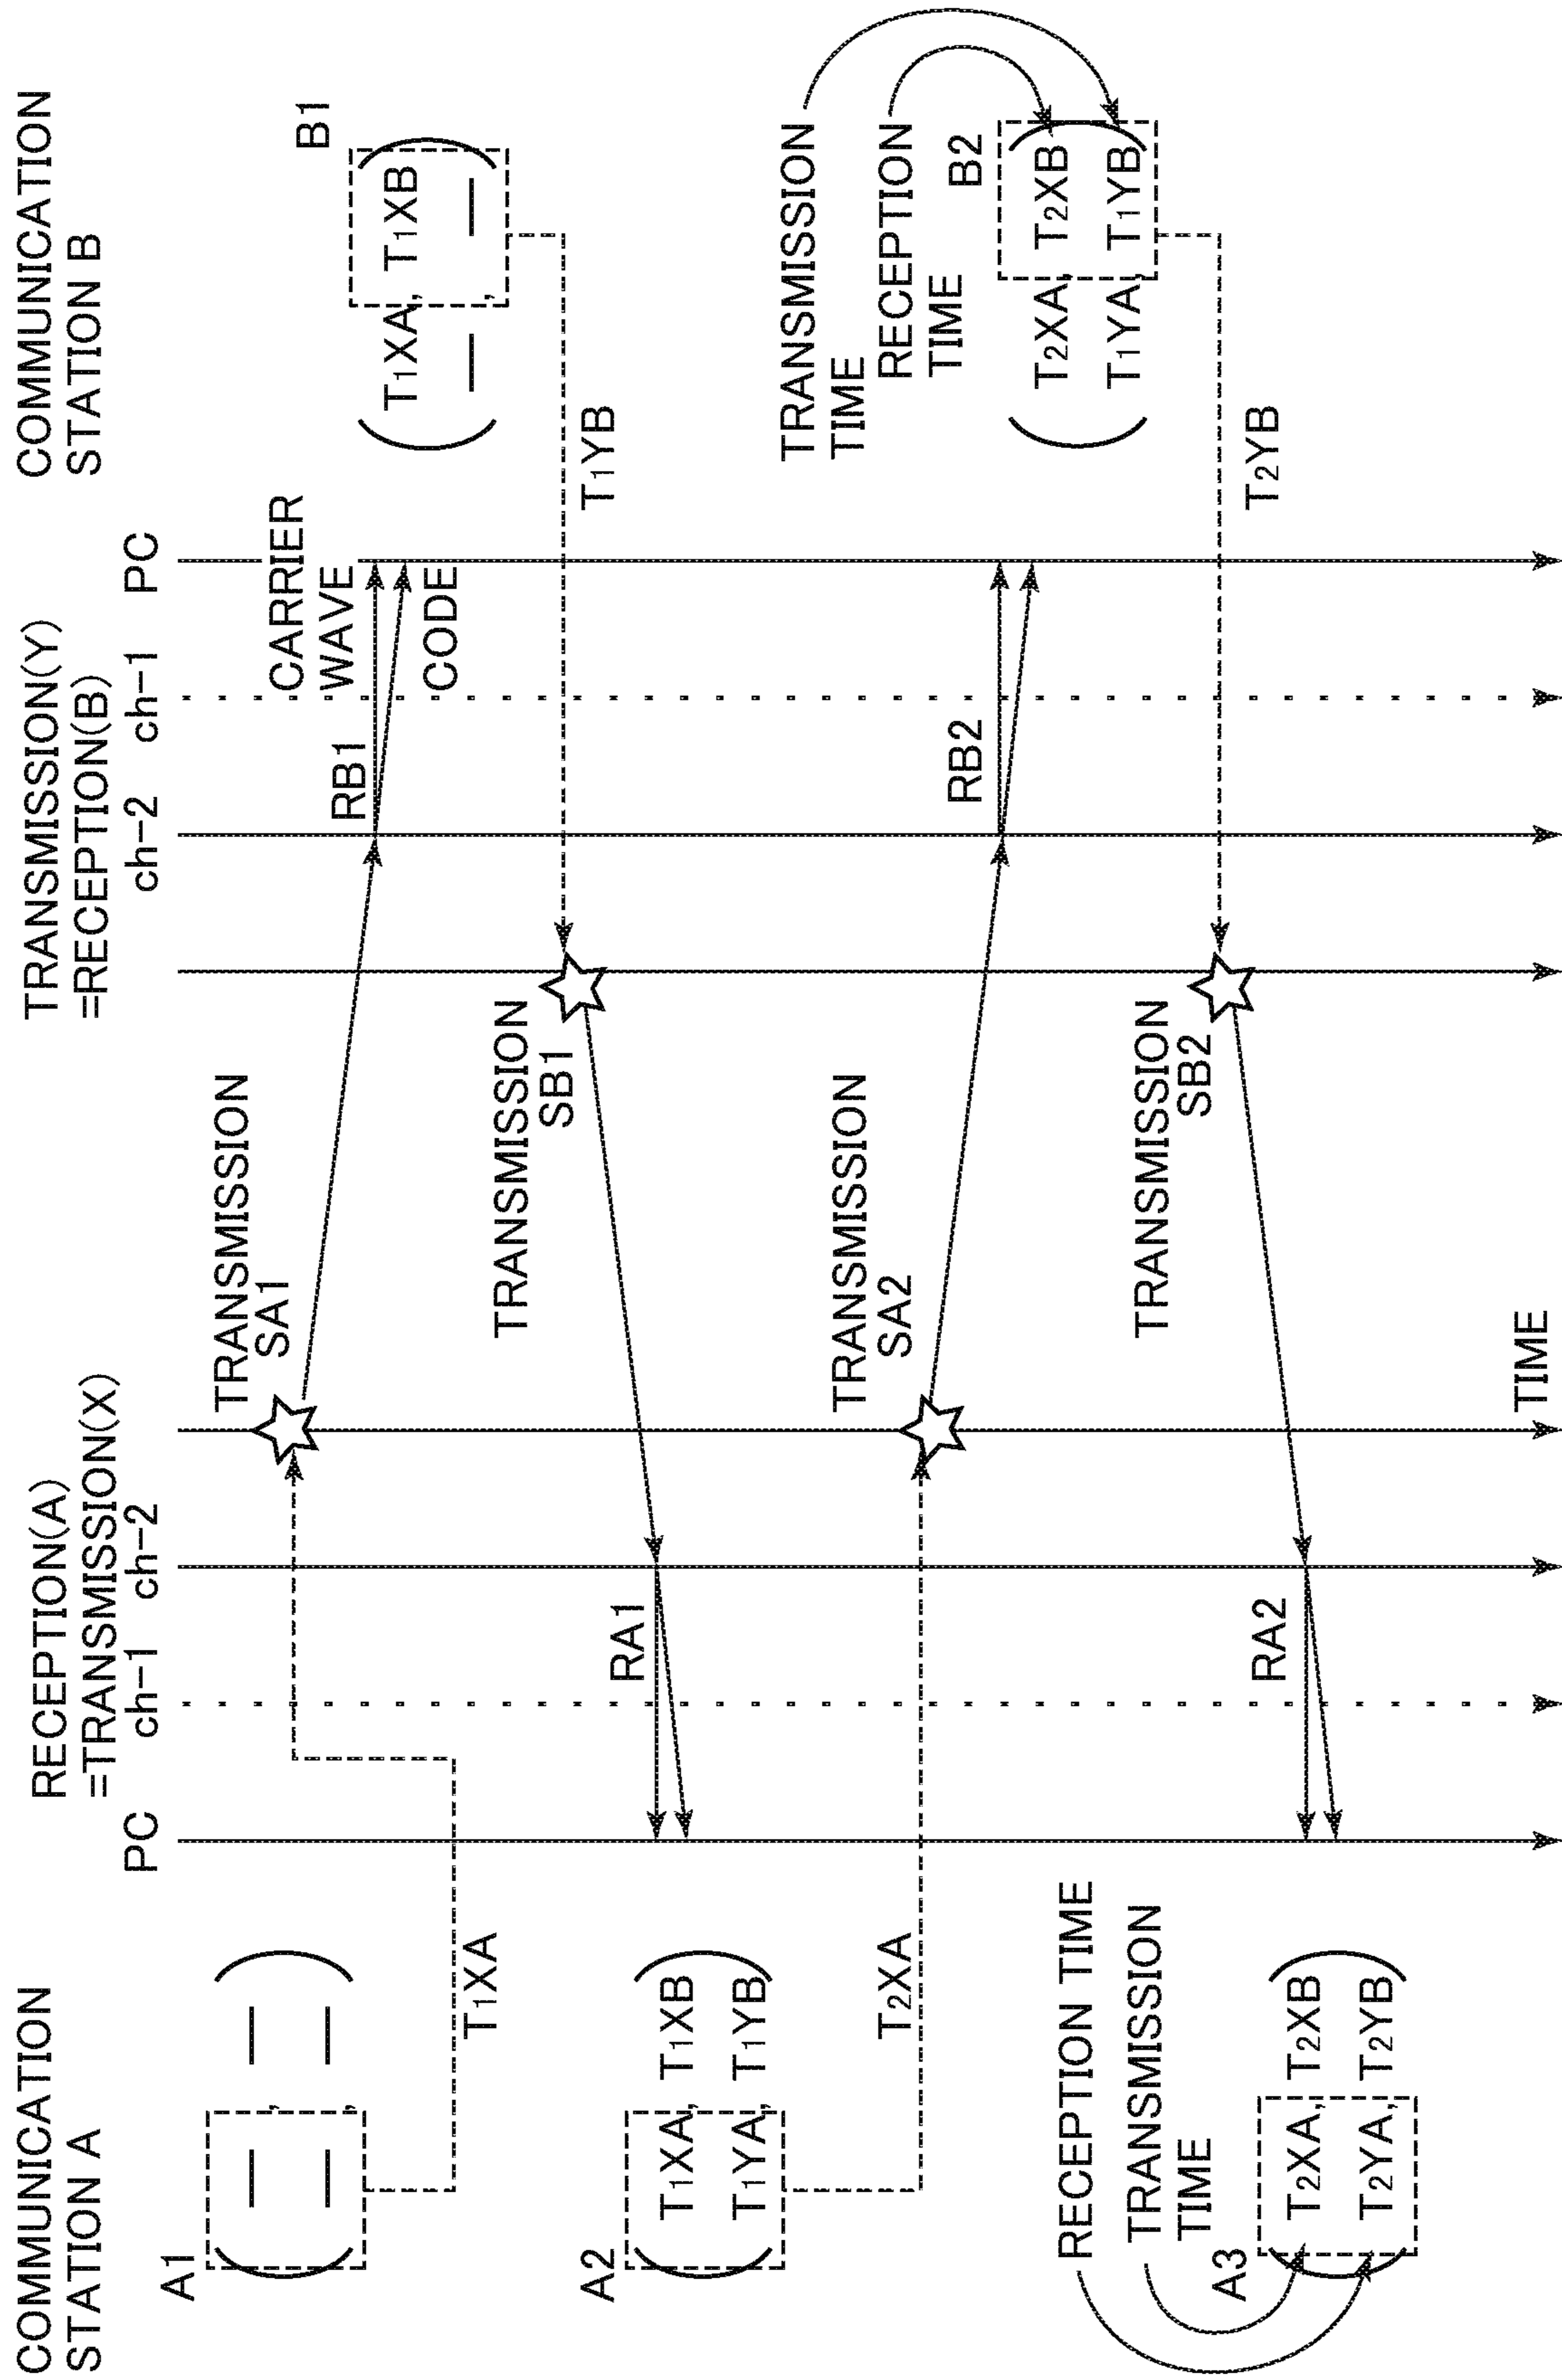 COMMUNICATION
STATION A
RECEPTION(A)
=TRANSMISSION(X)
PC
ch-1
ch-2
TRANSMISSION(Y)
=RECEPTION(B)
ch-2
ch-1
PC
COMMUNICATION
STATION B
A1
( —, — )
( —, — )
T1XA
TRANSMISSION
SA1
RB1
CARRIER
WAVE
CODE
B1
T1XA, T1XB
—, —
T1YB
TRANSMISSION
SB1
RA1
A2
T1XA, T1XB
T1YA, T1YB
T2XA
TRANSMISSION
SA2
RB2
TRANSMISSION
TIME
RECEPTION
TIME
B2
T2XA, T2XB
T1YA, T1YB
T2YB
TRANSMISSION
SB2
RA2
RECEPTION TIME
TRANSMISSION
TIME
A3
T2XA, T2XB
T2YA, T2YB
TIME